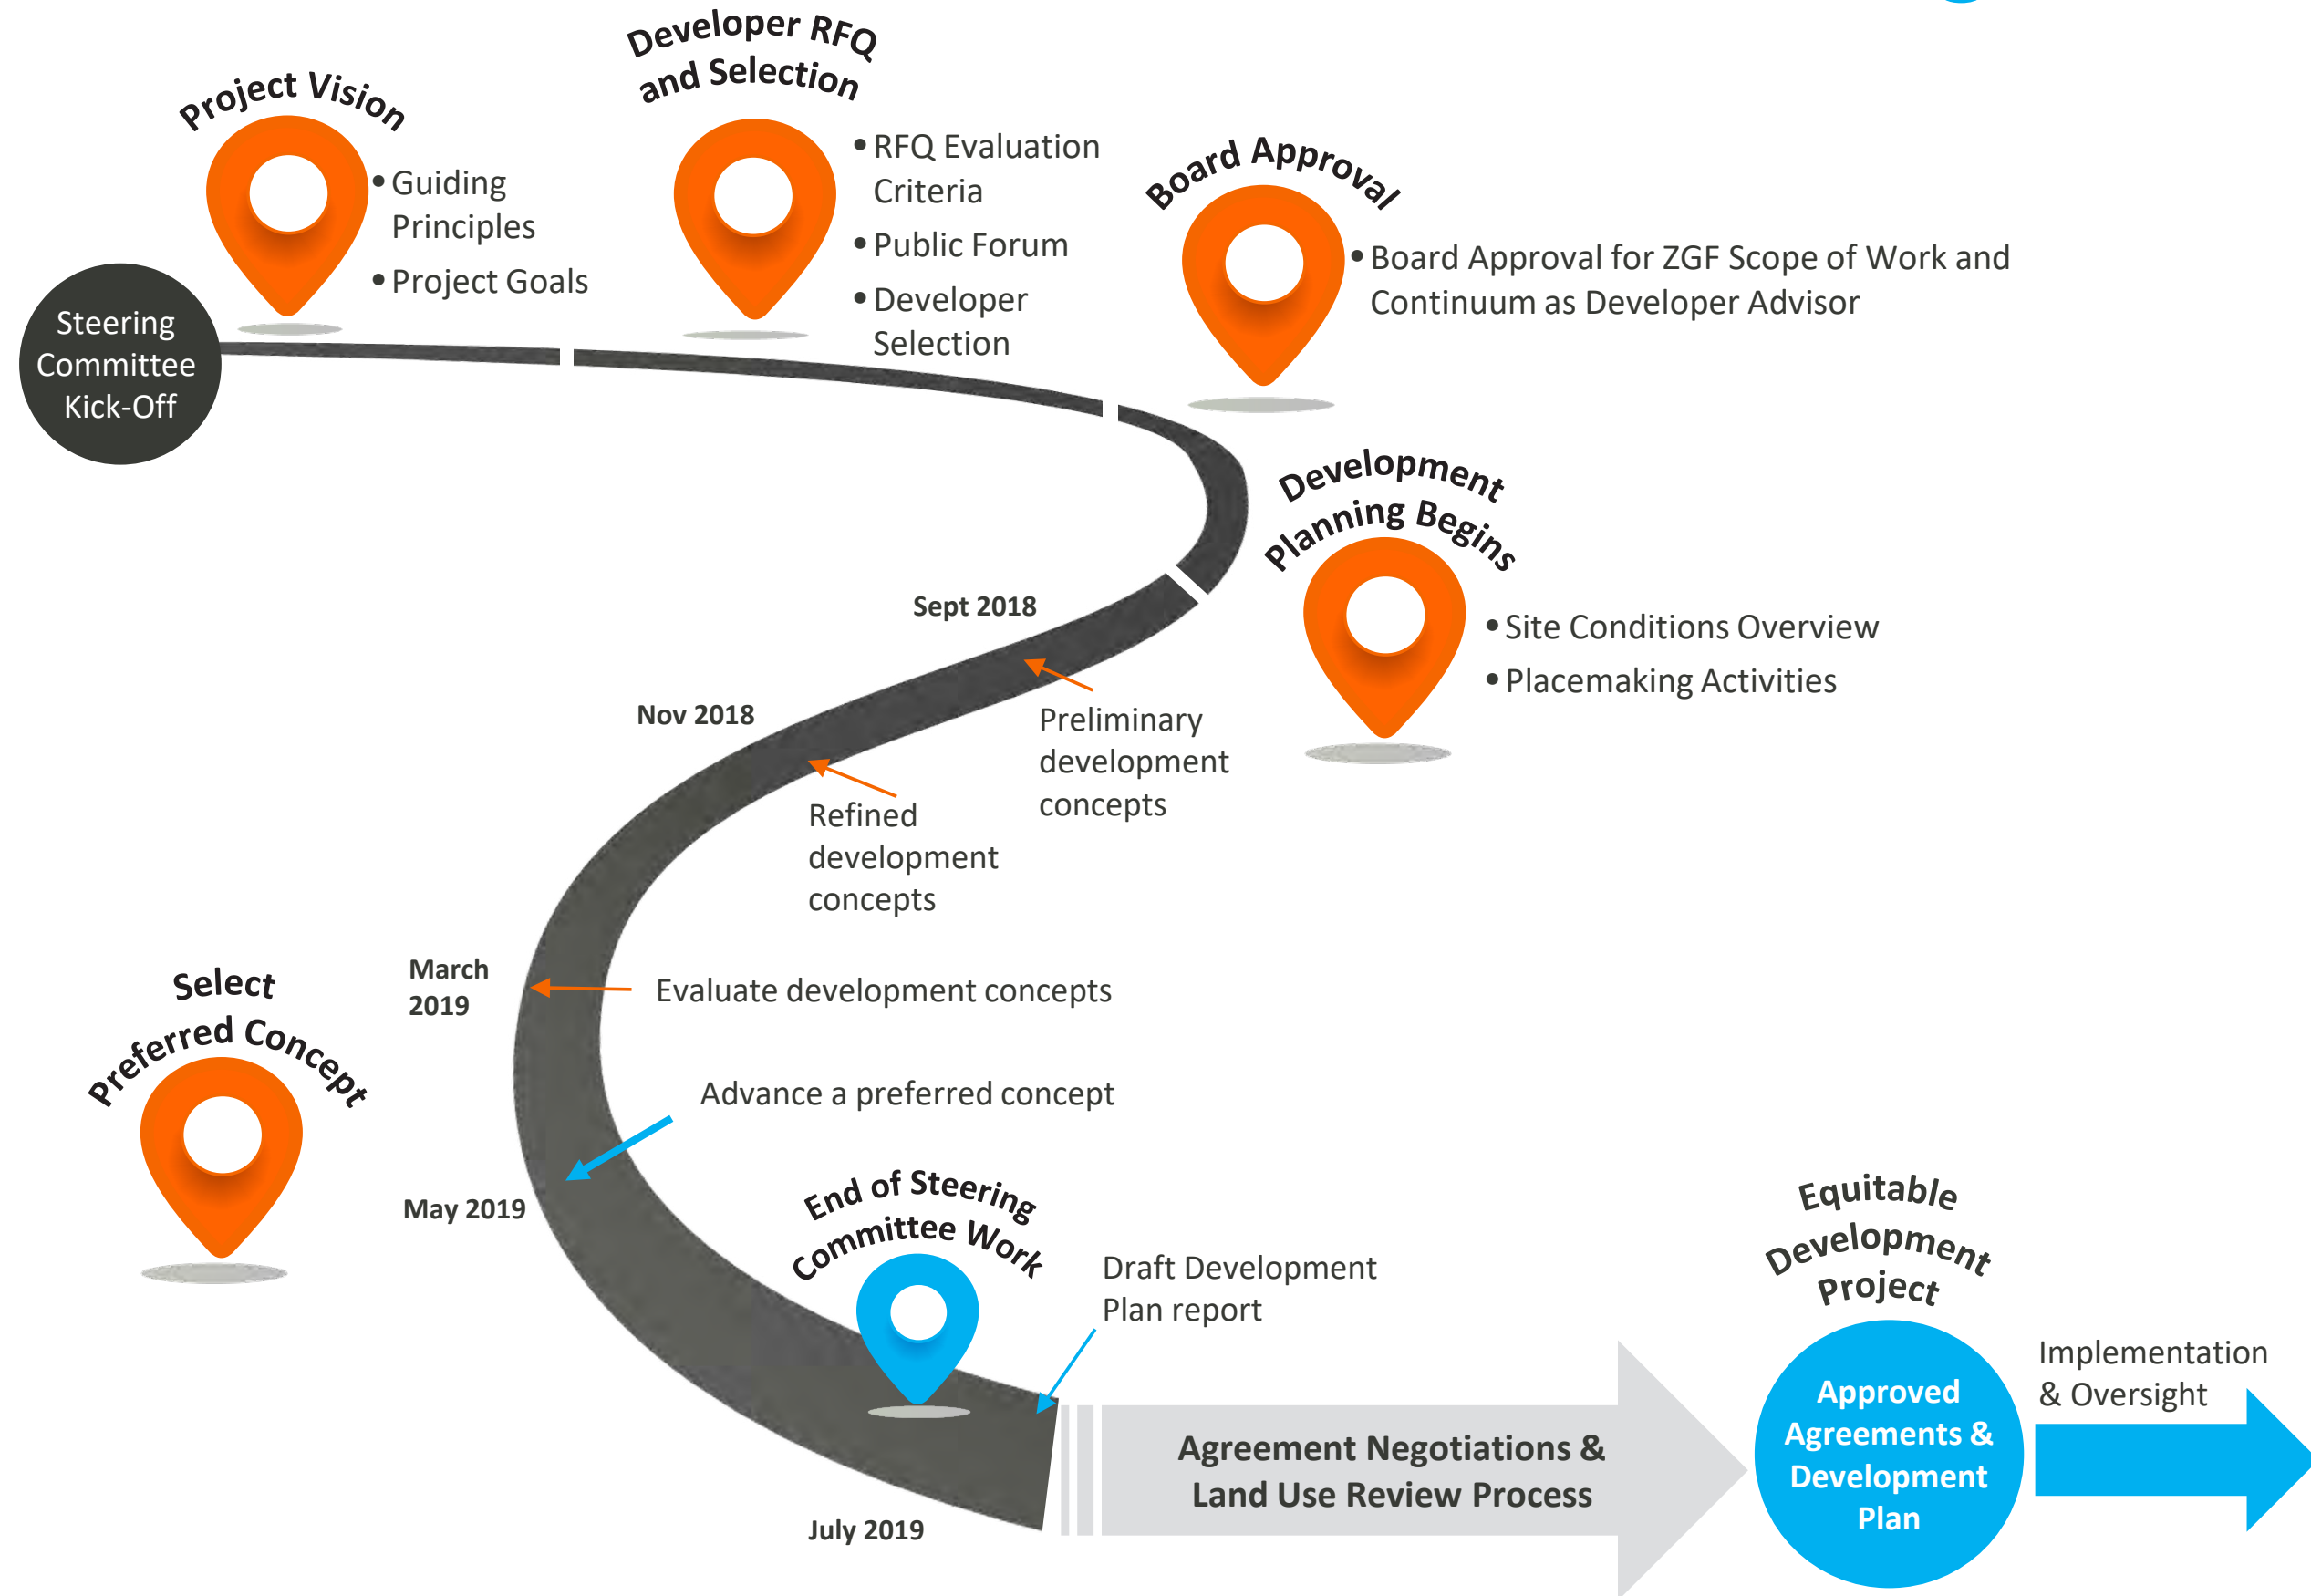 Project Vision
• Guiding
Principles
• Project Goals
Developer RFQ
and Selection
• RFQ Evaluation
Criteria
• Public Forum
• Developer
Selection
Board Approval
• Board Approval for ZGF Scope of Work and
Continuum as Developer Advisor
Steering
Committee
Kick-Off
Development
Planning Begins
• Site Conditions Overview
• Placemaking Activities
Sept 2018
Preliminary
development
concepts
Nov 2018
Refined
development
concepts
March
2019
Evaluate development concepts
Select
Preferred Concept
Advance a preferred concept
May 2019
End of Steering
Committee Work
Draft Development
Plan report
July 2019
Agreement Negotiations &
Land Use Review Process
Equitable
Development
Project
Approved
Agreements &
Development
Plan
Implementation
& Oversight